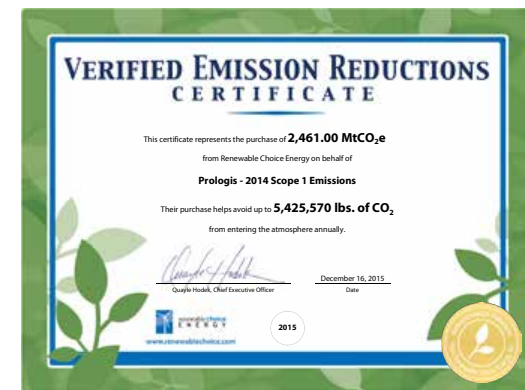 VERIFIED EMISSION REDUCTIONS
CERTIFICATE
This certificate represents the purchase of 2,461.00 MtCO₂e
from Renewable Choice Energy on behalf of
Prologis - 2014 Scope 1 Emissions
Their purchase helps avoid up to 5,425,570 lbs. of CO₂
from entering the atmosphere annually.
Quayle Hodek
December 16, 2015
Quayle Hodek, Chief Executive Officer
Date
renewable choice
ENERGY
2015
www.renewablechoice.com